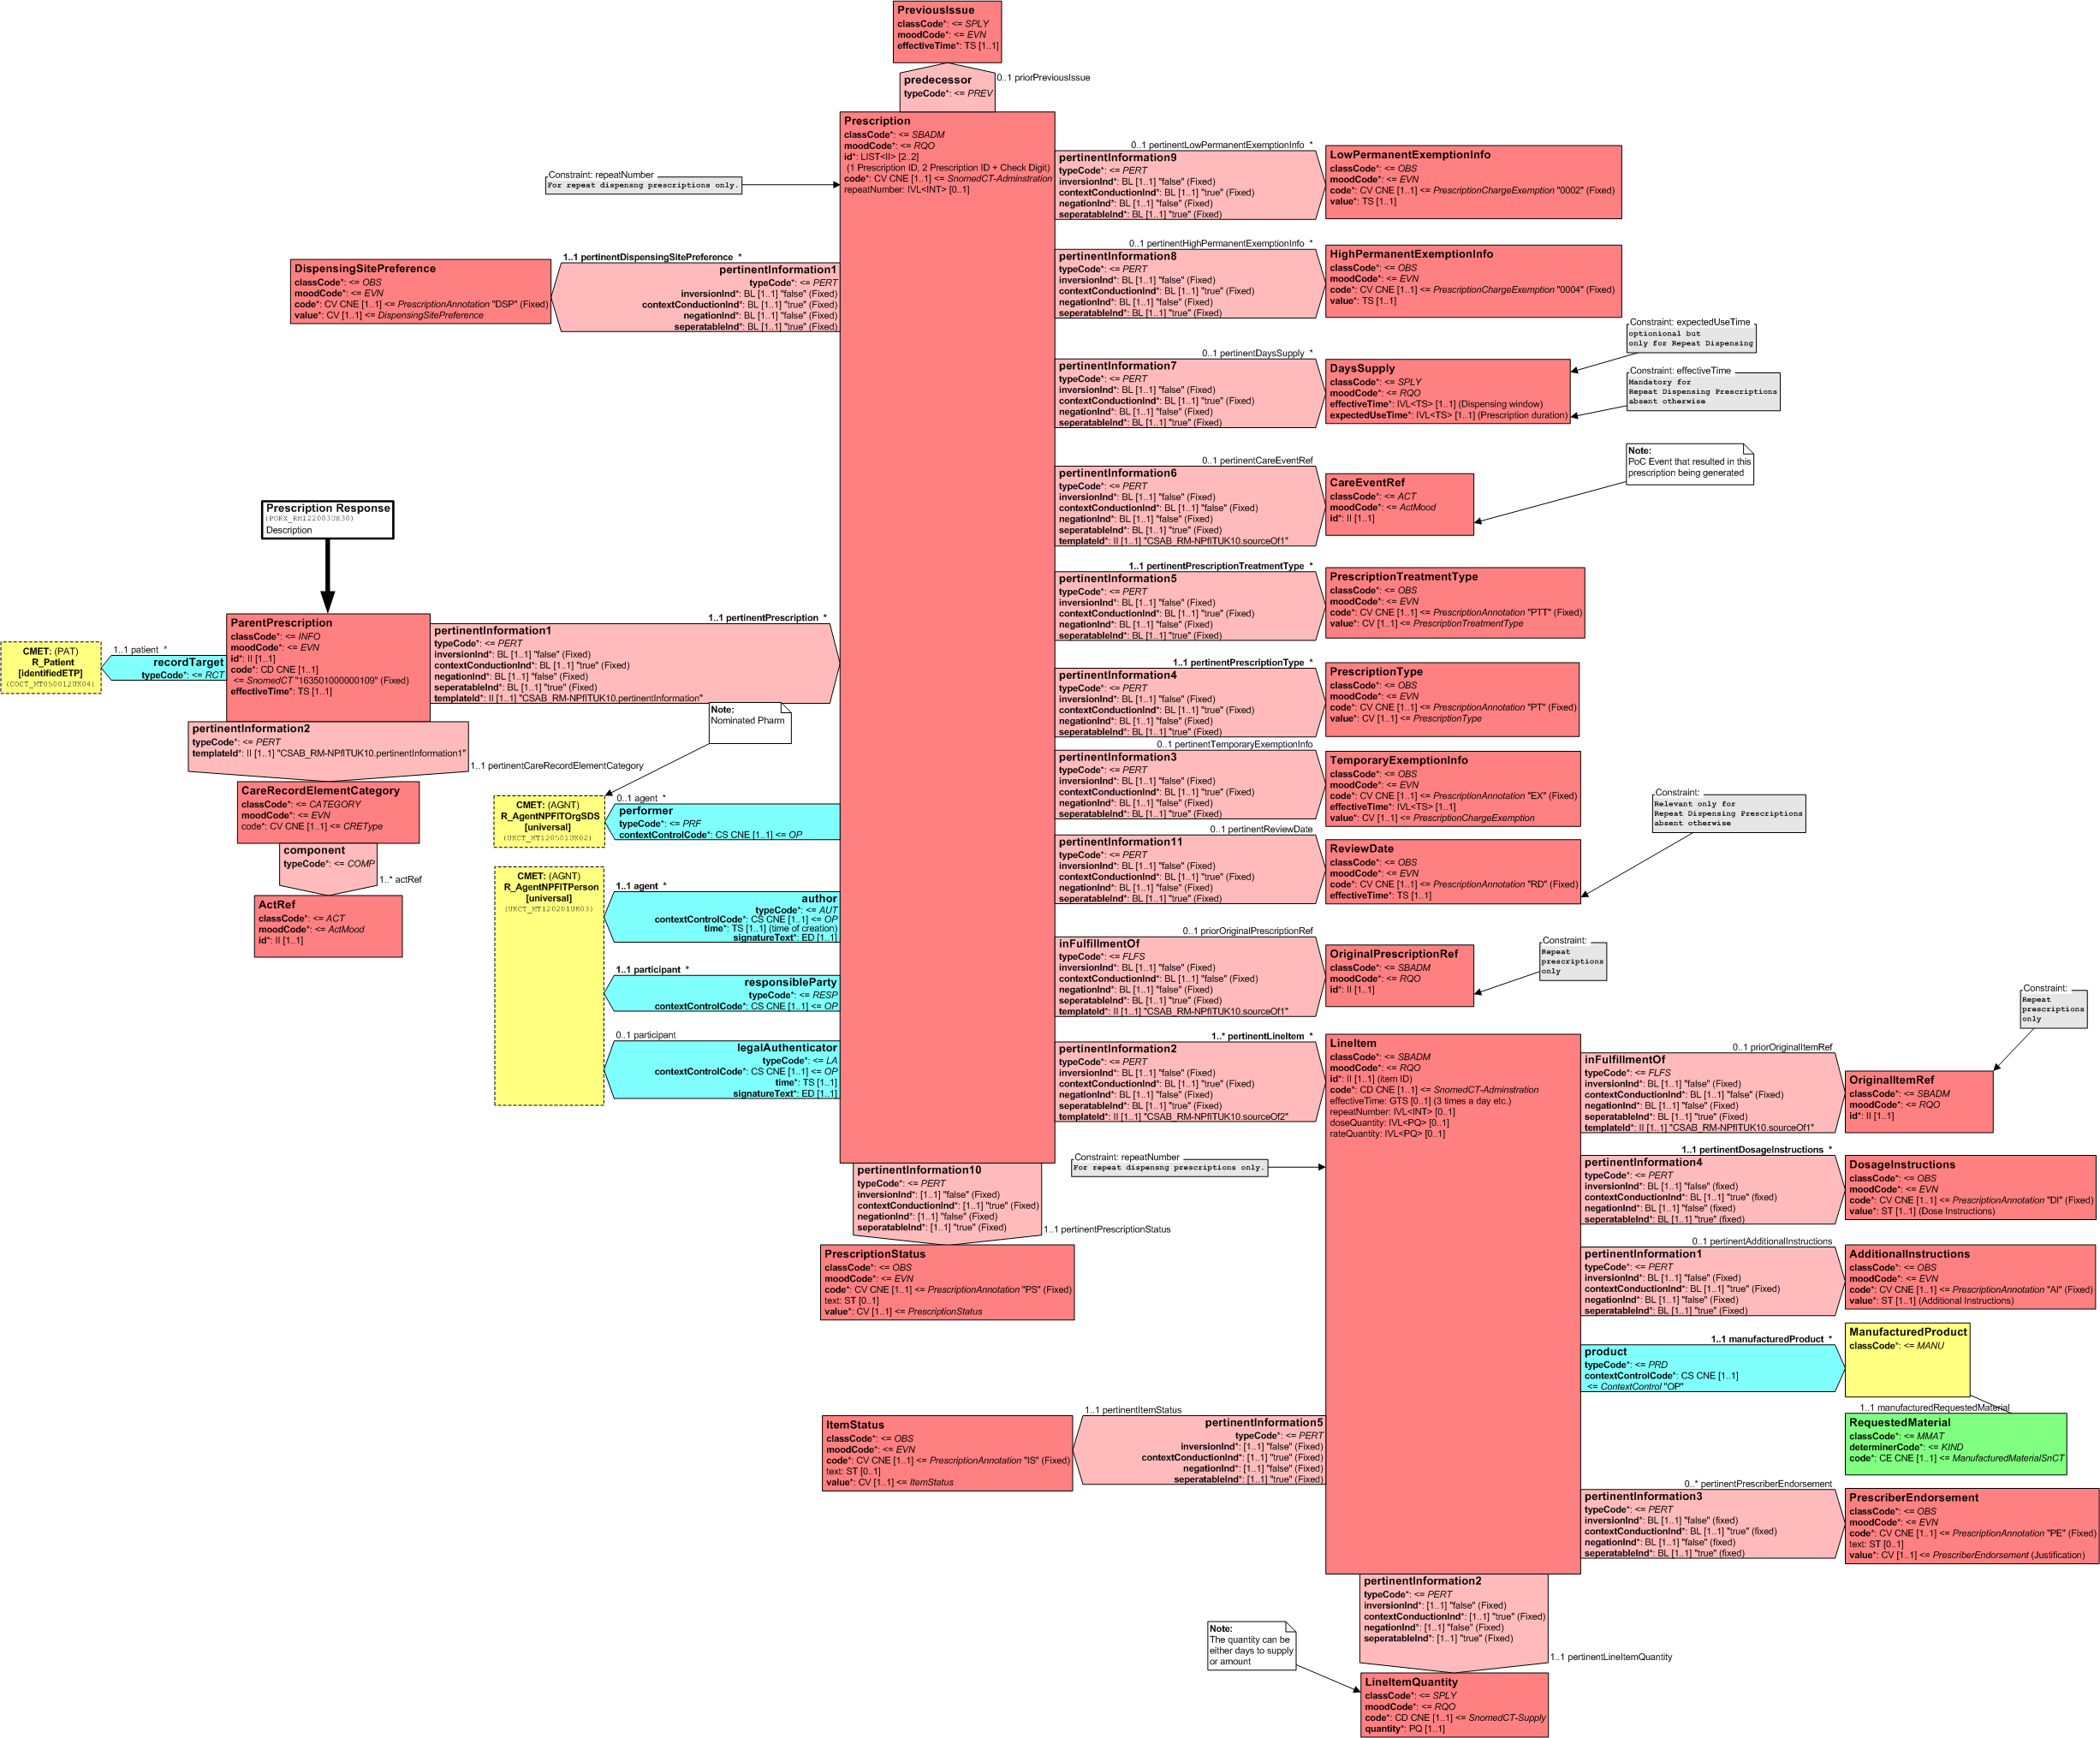 PreviousIssue
classCode*: <= SPLY
moodCode*: <= EVN
effectiveTime*: TS [1..1]
0..1 priorPreviousIssue
predecessor
typeCode*: <= PREV
Prescription
classCode*: <= SBADM
moodCode*: <= RQO
id*: LIST<II> [2..2]
(1 Prescription ID, 2 Prescription ID + Check Digit)
code*: CV CNE [1..1] <= SnomedCT-Adminstration
repeatNumber: IVL<INT> [0..1]
Constraint: repeatNumber
For repeat dispensng prescriptions only.
0..1 pertinentLowPermanentExemptionInfo *
pertinentInformation9
typeCode*: <= PERT
inversionInd*: BL [1..1] "false" (Fixed)
contextConductionInd*: BL [1..1] "true" (Fixed)
negationInd*: BL [1..1] "false" (Fixed)
seperatableInd*: BL [1..1] "true" (Fixed)
LowPermanentExemptionInfo
classCode*: <= OBS
moodCode*: <= EVN
code*: CV CNE [1..1] <= PrescriptionChargeExemption "0002" (Fixed)
value*: TS [1..1]
1..1 pertinentDispensingSitePreference *
pertinentInformation1
typeCode*: <= PERT
inversionInd*: BL [1..1] "false" (Fixed)
contextConductionInd*: BL [1..1] "true" (Fixed)
negationInd*: BL [1..1] "false" (Fixed)
seperatableInd*: BL [1..1] "true" (Fixed)
DispensingSitePreference
classCode*: <= OBS
moodCode*: <= EVN
code*: CV CNE [1..1] <= PrescriptionAnnotation "DSP" (Fixed)
value*: CV [1..1] <= DispensingSitePreference
0..1 pertinentHighPermanentExemptionInfo *
pertinentInformation8
typeCode*: <= PERT
inversionInd*: BL [1..1] "false" (Fixed)
contextConductionInd*: BL [1..1] "true" (Fixed)
negationInd*: BL [1..1] "false" (Fixed)
seperatableInd*: BL [1..1] "true" (Fixed)
HighPermanentExemptionInfo
classCode*: <= OBS
moodCode*: <= EVN
code*: CV CNE [1..1] <= PrescriptionChargeExemption "0004" (Fixed)
value*: TS [1..1]
Constraint: expectedUseTime
optionional but
only for Repeat Dispensing
Constraint: effectiveTime
Mandatory for
Repeat Dispensing Prescriptions
absent otherwise
0..1 pertinentDaysSupply *
pertinentInformation7
typeCode*: <= PERT
inversionInd*: BL [1..1] "false" (Fixed)
contextConductionInd*: BL [1..1] "true" (Fixed)
negationInd*: BL [1..1] "false" (Fixed)
seperatableInd*: BL [1..1] "true" (Fixed)
DaysSupply
classCode*: <= SPLY
moodCode*: <= RQO
effectiveTime*: IVL<TS> [1..1] (Dispensing window)
expectedUseTime*: IVL<TS> [1..1] (Prescription duration)
Note:
PoC Event that resulted in this
prescription being generated
0..1 pertinentCareEventRef
pertinentInformation6
typeCode*: <= PERT
inversionInd*: BL [1..1] "false" (Fixed)
contextConductionInd*: BL [1..1] "false" (Fixed)
negationInd*: BL [1..1] "false" (Fixed)
seperatableInd*: BL [1..1] "true" (Fixed)
templateId*: II [1..1] "CSAB_RM-NPfITUK10.sourceOf1"
CareEventRef
classCode*: <= ACT
moodCode*: <= ActMood
id*: II [1..1]
Prescription Response
(PORX_RM122003UK30)
Description
1..1 pertinentPrescriptionTreatmentType *
pertinentInformation5
typeCode*: <= PERT
inversionInd*: BL [1..1] "false" (Fixed)
contextConductionInd*: BL [1..1] "true" (Fixed)
negationInd*: BL [1..1] "false" (Fixed)
seperatableInd*: BL [1..1] "true" (Fixed)
PrescriptionTreatmentType
classCode*: <= OBS
moodCode*: <= EVN
code*: CV CNE [1..1] <= PrescriptionAnnotation "PTT" (Fixed)
value*: CV [1..1] <= PrescriptionTreatmentType
CMET: (PAT)
R_Patient
[identifiedETP]
(COCT_MT050012UK04)
1..1 patient *
recordTarget
typeCode*: <= RCT
ParentPrescription
classCode*: <= INFO
moodCode*: <= EVN
id*: II [1..1]
code*: CD CNE [1..1]
<= SnomedCT "163501000000109" (Fixed)
effectiveTime*: TS [1..1]
1..1 pertinentPrescription *
pertinentInformation1
typeCode*: <= PERT
inversionInd*: BL [1..1] "false" (Fixed)
contextConductionInd*: BL [1..1] "true" (Fixed)
negationInd*: BL [1..1] "false" (Fixed)
seperatableInd*: BL [1..1] "true" (Fixed)
templateId*: II [1..1] "CSAB_RM-NPfITUK10.pertinentInformation"
1..1 pertinentPrescriptionType *
pertinentInformation4
typeCode*: <= PERT
inversionInd*: BL [1..1] "false" (Fixed)
contextConductionInd*: BL [1..1] "true" (Fixed)
negationInd*: BL [1..1] "false" (Fixed)
seperatableInd*: BL [1..1] "true" (Fixed)
PrescriptionType
classCode*: <= OBS
moodCode*: <= EVN
code*: CV CNE [1..1] <= PrescriptionAnnotation "PT" (Fixed)
value*: CV [1..1] <= PrescriptionType
pertinentInformation2
typeCode*: <= PERT
templateId*: II [1..1] "CSAB_RM-NPfITUK10.pertinentInformation1"
1..1 pertinentCareRecordElementCategory
Note:
Nominated Pharm
CareRecordElementCategory
classCode*: <= CATEGORY
moodCode*: <= EVN
code*: CV CNE [1..1] <= CREType
component
typeCode*: <= COMP
1..* actRef
ActRef
classCode*: <= ACT
moodCode*: <= ActMood
id*: II [1..1]
CMET: (AGNT)
R_AgentNPFITOrgSDS
[universal]
(UKCT_MT120501UK02)
0..1 agent *
performer
typeCode*: <= PRF
contextControlCode*: CS CNE [1..1] <= OP
0..1 pertinentTemporaryExemptionInfo
pertinentInformation3
typeCode*: <= PERT
inversionInd*: BL [1..1] "false" (Fixed)
contextConductionInd*: BL [1..1] "true" (Fixed)
negationInd*: BL [1..1] "false" (Fixed)
seperatableInd*: BL [1..1] "true" (Fixed)
TemporaryExemptionInfo
classCode*: <= OBS
moodCode*: <= EVN
code*: CV CNE [1..1] <= PrescriptionAnnotation "EX" (Fixed)
effectiveTime*: IVL<TS> [1..1]
value*: CV [1..1] <= PrescriptionChargeExemption
Constraint:
Relevant only for
Repeat Dispensing Prescriptions
absent otherwise
0..1 pertinentReviewDate
pertinentInformation11
typeCode*: <= PERT
inversionInd*: BL [1..1] "false" (Fixed)
contextConductionInd*: BL [1..1] "true" (Fixed)
negationInd*: BL [1..1] "false" (Fixed)
seperatableInd*: BL [1..1] "true" (Fixed)
ReviewDate
classCode*: <= OBS
moodCode*: <= EVN
code*: CV CNE [1..1] <= PrescriptionAnnotation "RD" (Fixed)
effectiveTime*: TS [1..1]
CMET: (AGNT)
R_AgentNPFITPerson
[universal]
(UKCT_MT120201UK03)
1..1 agent *
author
typeCode*: <= AUT
contextControlCode*: CS CNE [1..1] <= OP
time*: TS [1..1] (time of creation)
signatureText*: ED [1..1]
1..1 participant *
responsibleParty
typeCode*: <= RESP
contextControlCode*: CS CNE [1..1] <= OP
0..1 participant
legalAuthenticator
typeCode*: <= LA
contextControlCode*: CS CNE [1..1] <= OP
time*: TS [1..1]
signatureText*: ED [1..1]
0..1 priorOriginalPrescriptionRef
inFulfillmentOf
typeCode*: <= FLFS
inversionInd*: BL [1..1] "false" (Fixed)
contextConductionInd*: BL [1..1] "false" (Fixed)
negationInd*: BL [1..1] "false" (Fixed)
seperatableInd*: BL [1..1] "true" (Fixed)
templateId*: II [1..1] "CSAB_RM-NPfITUK10.sourceOf1"
OriginalPrescriptionRef
classCode*: <= SBADM
moodCode*: <= RQO
id*: II [1..1]
Constraint:
Repeat
prescriptions
only
1..* pertinentLineItem *
pertinentInformation2
typeCode*: <= PERT
inversionInd*: BL [1..1] "false" (Fixed)
contextConductionInd*: BL [1..1] "true" (Fixed)
negationInd*: BL [1..1] "false" (Fixed)
seperatableInd*: BL [1..1] "true" (Fixed)
templateId*: II [1..1] "CSAB_RM-NPfITUK10.sourceOf2"
LineItem
classCode*: <= SBADM
moodCode*: <= RQO
id*: II [1..1] (item ID)
code*: CD CNE [1..1] <= SnomedCT-Adminstration
effectiveTime: GTS [0..1] (3 times a day etc.)
repeatNumber: IVL<INT> [0..1]
doseQuantity: IVL<PQ> [0..1]
rateQuantity: IVL<PQ> [0..1]
Constraint: repeatNumber
For repeat dispensng prescriptions only.
0..1 priorOriginalItemRef
inFulfillmentOf
typeCode*: <= FLFS
inversionInd*: BL [1..1] "false" (fixed)
contextConductionInd*: BL [1..1] "false" (Fixed)
negationInd*: BL [1..1] "false" (Fixed)
seperatableInd*: BL [1..1] "true" (Fixed)
templateId*: II [1..1] "CSAB_RM-NPfITUK10.sourceOf1"
OriginalItemRef
classCode*: <= SBADM
moodCode*: <= RQO
id*: II [1..1]
Constraint:
Repeat
prescriptions
only
1..1 pertinentDosageInstructions *
pertinentInformation4
typeCode*: <= PERT
inversionInd*: BL [1..1] "false" (fixed)
contextConductionInd*: BL [1..1] "true" (fixed)
negationInd*: BL [1..1] "false" (fixed)
seperatableInd*: BL [1..1] "true" (fixed)
DosageInstructions
classCode*: <= OBS
moodCode*: <= EVN
code*: CV CNE [1..1] <= PrescriptionAnnotation "DI" (Fixed)
value*: ST [1..1] (Dose Instructions)
pertinentInformation10
typeCode*: <= PERT
inversionInd*: [1..1] "false" (Fixed)
contextConductionInd*: [1..1] "true" (Fixed)
negationInd*: [1..1] "false" (Fixed)
seperatableInd*: [1..1] "true" (Fixed)
1..1 pertinentPrescriptionStatus
PrescriptionStatus
classCode*: <= OBS
moodCode*: <= EVN
code*: CV CNE [1..1] <= PrescriptionAnnotation "PS" (Fixed)
text: ST [0..1]
value*: CV [1..1] <= PrescriptionStatus
0..1 pertinentAdditionalInstructions
pertinentInformation1
typeCode*: <= PERT
inversionInd*: BL [1..1] "false" (Fixed)
contextConductionInd*: BL [1..1] "true" (Fixed)
negationInd*: BL [1..1] "false" (Fixed)
seperatableInd*: BL [1..1] "true" (Fixed)
AdditionalInstructions
classCode*: <= OBS
moodCode*: <= EVN
code*: CV CNE [1..1] <= PrescriptionAnnotation "AI" (Fixed)
value*: ST [1..1] (Additional Instructions)
1..1 manufacturedProduct *
product
typeCode*: <= PRD
contextControlCode*: CS CNE [1..1]
<= ContextControl "OP"
ManufacturedProduct
classCode*: <= MANU
1..1 manufacturedRequestedMaterial
RequestedMaterial
classCode*: <= MMAT
determinerCode*: <= KIND
code*: CE CNE [1..1] <= ManufacturedMaterialSnCT
1..1 pertinentItemStatus
pertinentInformation5
typeCode*: <= PERT
inversionInd*: [1..1] "false" (Fixed)
contextConductionInd*: [1..1] "true" (Fixed)
negationInd*: [1..1] "false" (Fixed)
seperatableInd*: [1..1] "true" (Fixed)
ItemStatus
classCode*: <= OBS
moodCode*: <= EVN
code*: CV CNE [1..1] <= PrescriptionAnnotation "IS" (Fixed)
text: ST [0..1]
value*: CV [1..1] <= ItemStatus
0..* pertinentPrescriberEndorsement
pertinentInformation3
typeCode*: <= PERT
inversionInd*: BL [1..1] "false" (fixed)
contextConductionInd*: BL [1..1] "true" (fixed)
negationInd*: BL [1..1] "false" (fixed)
seperatableInd*: BL [1..1] "true" (fixed)
PrescriberEndorsement
classCode*: <= OBS
moodCode*: <= EVN
code*: CV CNE [1..1] <= PrescriptionAnnotation "PE" (Fixed)
text: ST [0..1]
value*: CV [1..1] <= PrescriberEndorsement (Justification)
pertinentInformation2
typeCode*: <= PERT
inversionInd*: [1..1] "false" (Fixed)
contextConductionInd*: [1..1] "true" (Fixed)
negationInd*: [1..1] "false" (Fixed)
seperatableInd*: [1..1] "true" (Fixed)
1..1 pertinentLineItemQuantity
Note:
The quantity can be
either days to supply
or amount
LineItemQuantity
classCode*: <= SPLY
moodCode*: <= RQO
code*: CD CNE [1..1] <= SnomedCT-Supply
quantity*: PQ [1..1]